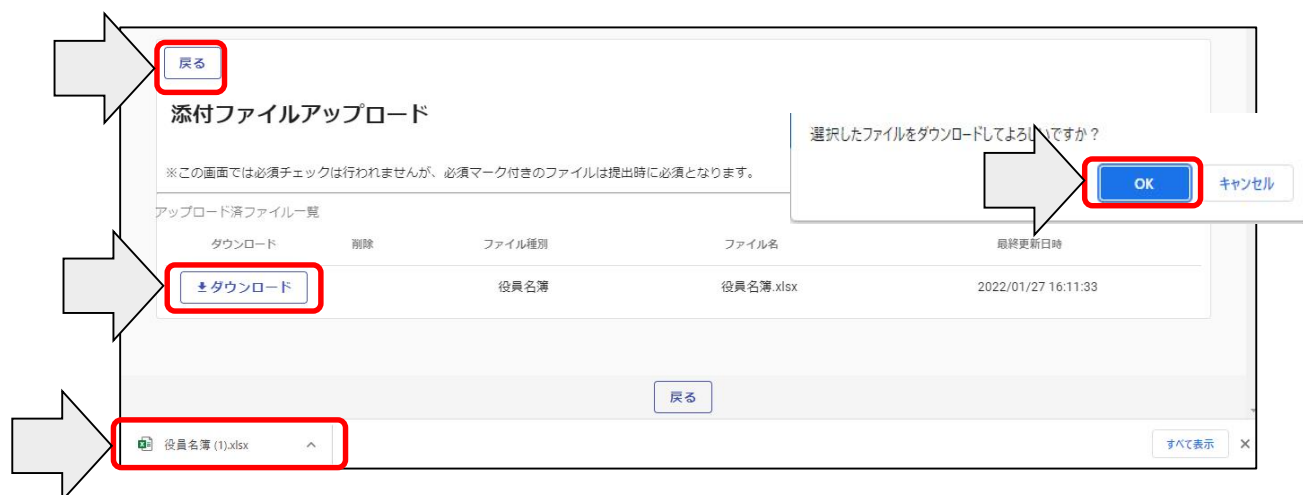 戻る
添付ファイルアップロード
選択したファイルをダウンロードしてよろしいですか？
※この画面では必須チェックは行われませんが、必須マーク付きのファイルは提出時に必須となります。
OK
キャンセル
アップロード済ファイル一覧
ダウンロード 削除 ファイル種別 ファイル名 最終更新日時
ダウンロード 役員名簿 役員名簿.xlsx 2022/01/27 16:11:33
戻る
役員名簿 (1).xlsx
すべて表示